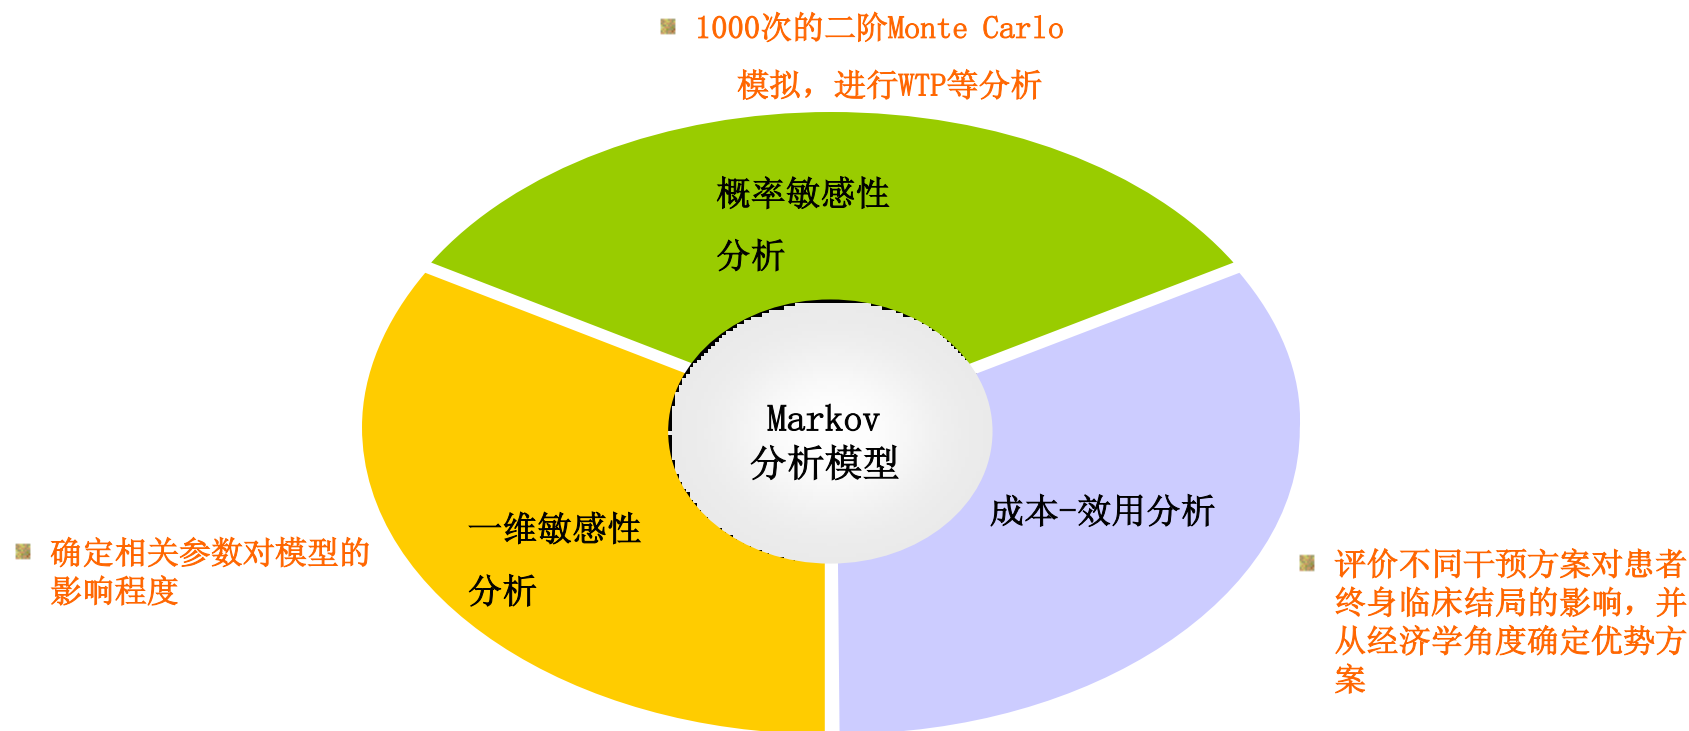 1000次的二阶Monte Carlo
模拟，进行WTP等分析
概率敏感性
分析
Markov
分析模型
成本-效用分析
一维敏感性
分析
确定相关参数对模型的
影响程度
评价不同干预方案对患者
终身临床结局的影响，并
从经济学角度确定优势方
案